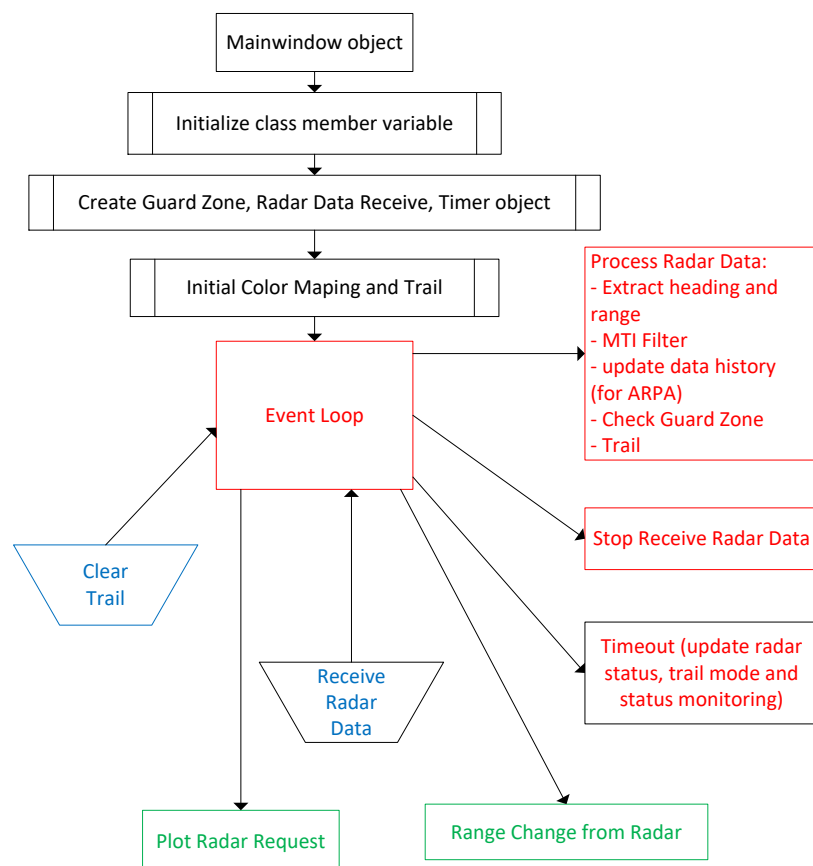 Mainwindow object
Initialize class member variable
Create Guard Zone, Radar Data Receive, Timer object
Initial Color Maping and Trail
Process Radar Data:
- Extract heading and
range
- MTI Filter
- update data history
(for ARPA)
- Check Guard Zone
- Trail
Event Loop
Stop Receive Radar Data
Clear
Trail
Timeout (update radar
status, trail mode and
status monitoring)
Receive
Radar
Data
Plot Radar Request
Range Change from Radar